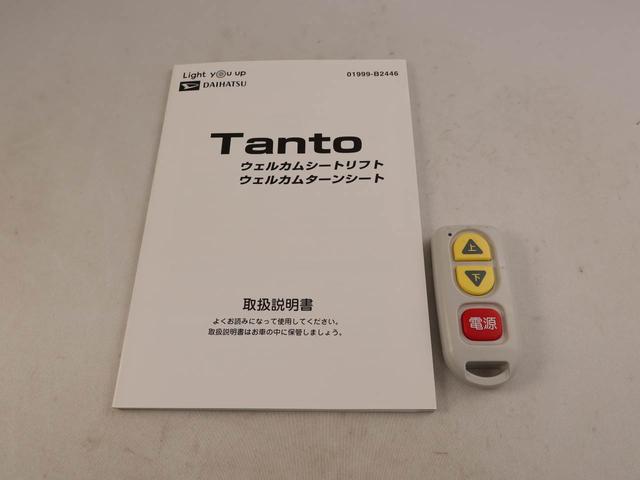 Light you up
DAIHATSU
01999-B2446
Tanto
ウェルカムシートリフト
ウェルカムターンシート
取扱説明書
よくお読みになって使用してください。
取扱説明書はお車の中に保管しましょう。
上
下
電源